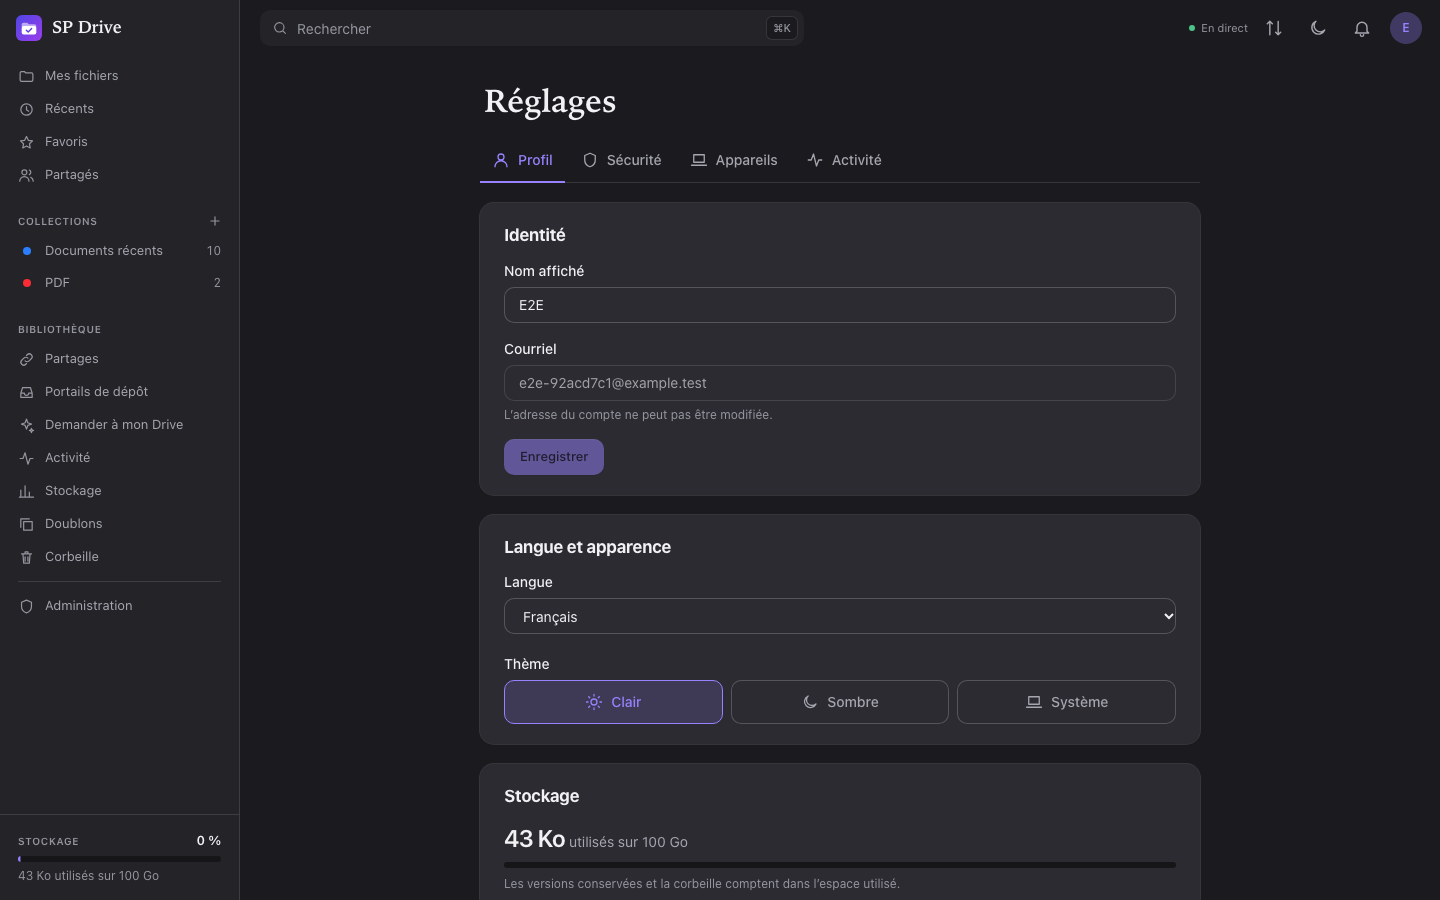 SP Drive
Rechercher
⌘K
En direct
E
Mes fichiers
Récents
Favoris
Partagés
COLLECTIONS
Documents récents 10
PDF 2
BIBLIOTHÈQUE
Partages
Portails de dépôt
Demander à mon Drive
Activité
Stockage
Doublons
Corbeille
Administration
STOCKAGE 0 %
43 Ko utilisés sur 100 Go
Réglages
Profil Sécurité Appareils Activité
Identité
Nom affiché
E2E
Courriel
e2e-92acd7c1@example.test
L'adresse du compte ne peut pas être modifiée.
Enregistrer
Langue et apparence
Langue
Français
Thème
Clair Sombre Système
Stockage
43 Ko utilisés sur 100 Go
Les versions conservées et la corbeille comptent dans l'espace utilisé.